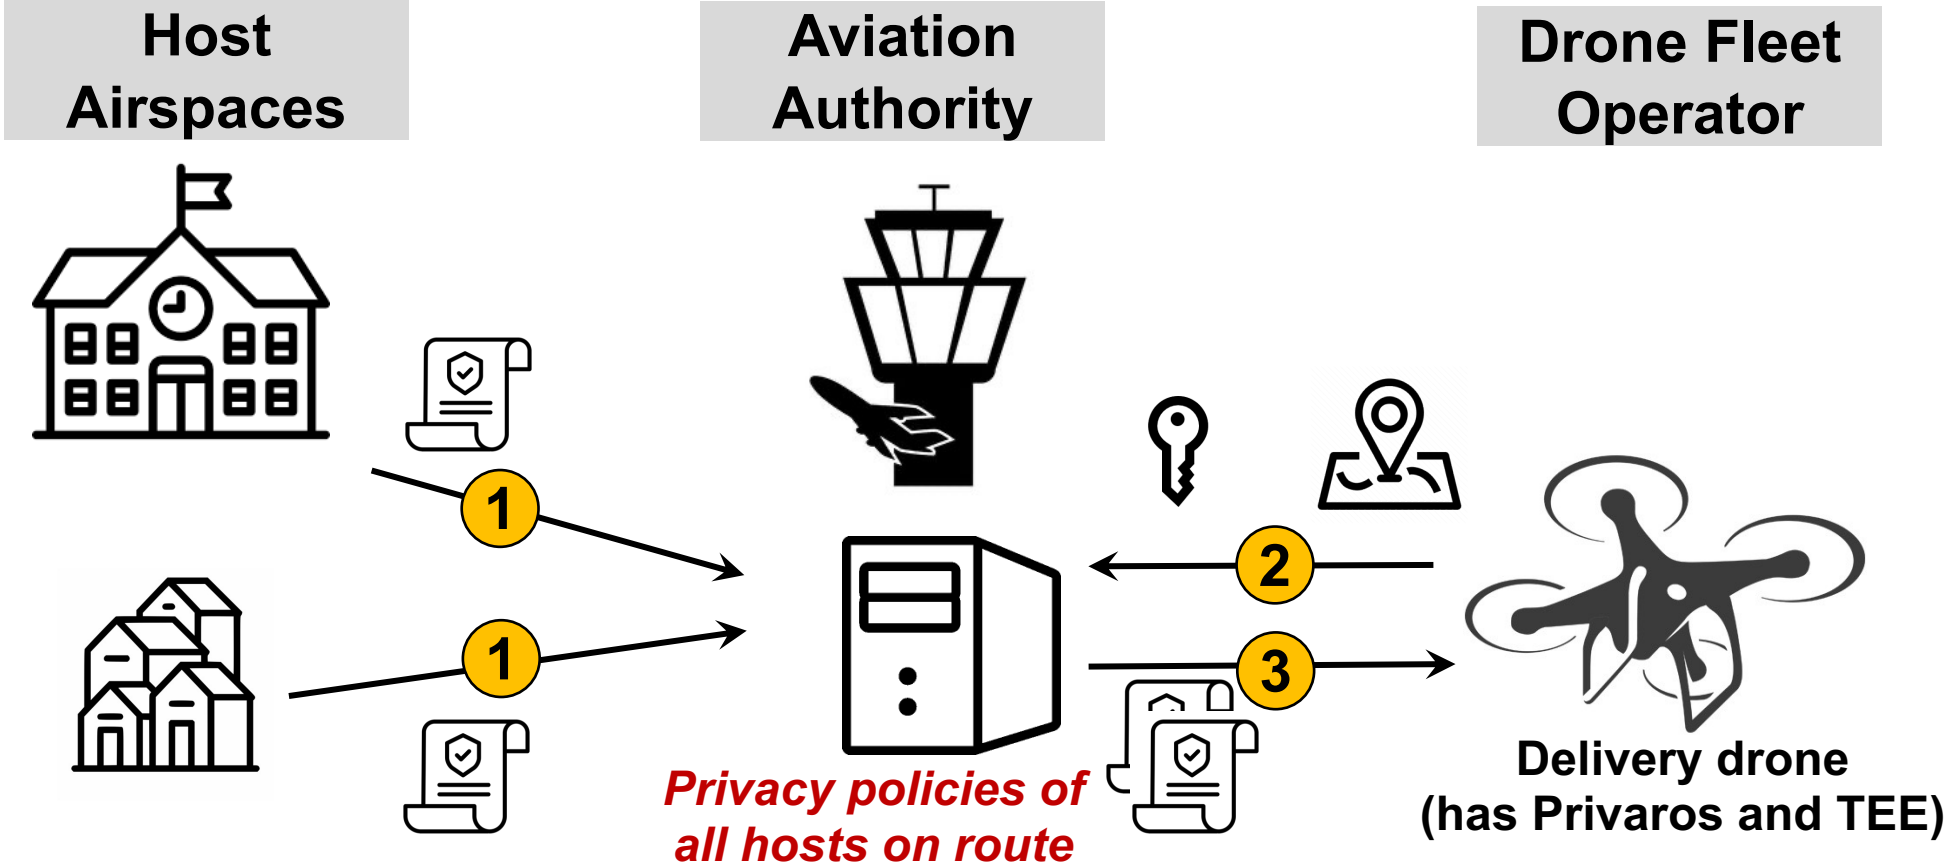 Host
Airspaces
Aviation
Authority
Drone Fleet
Operator
1
1
2
3
Privacy policies of
all hosts on route
Delivery drone
(has Privaros and TEE)